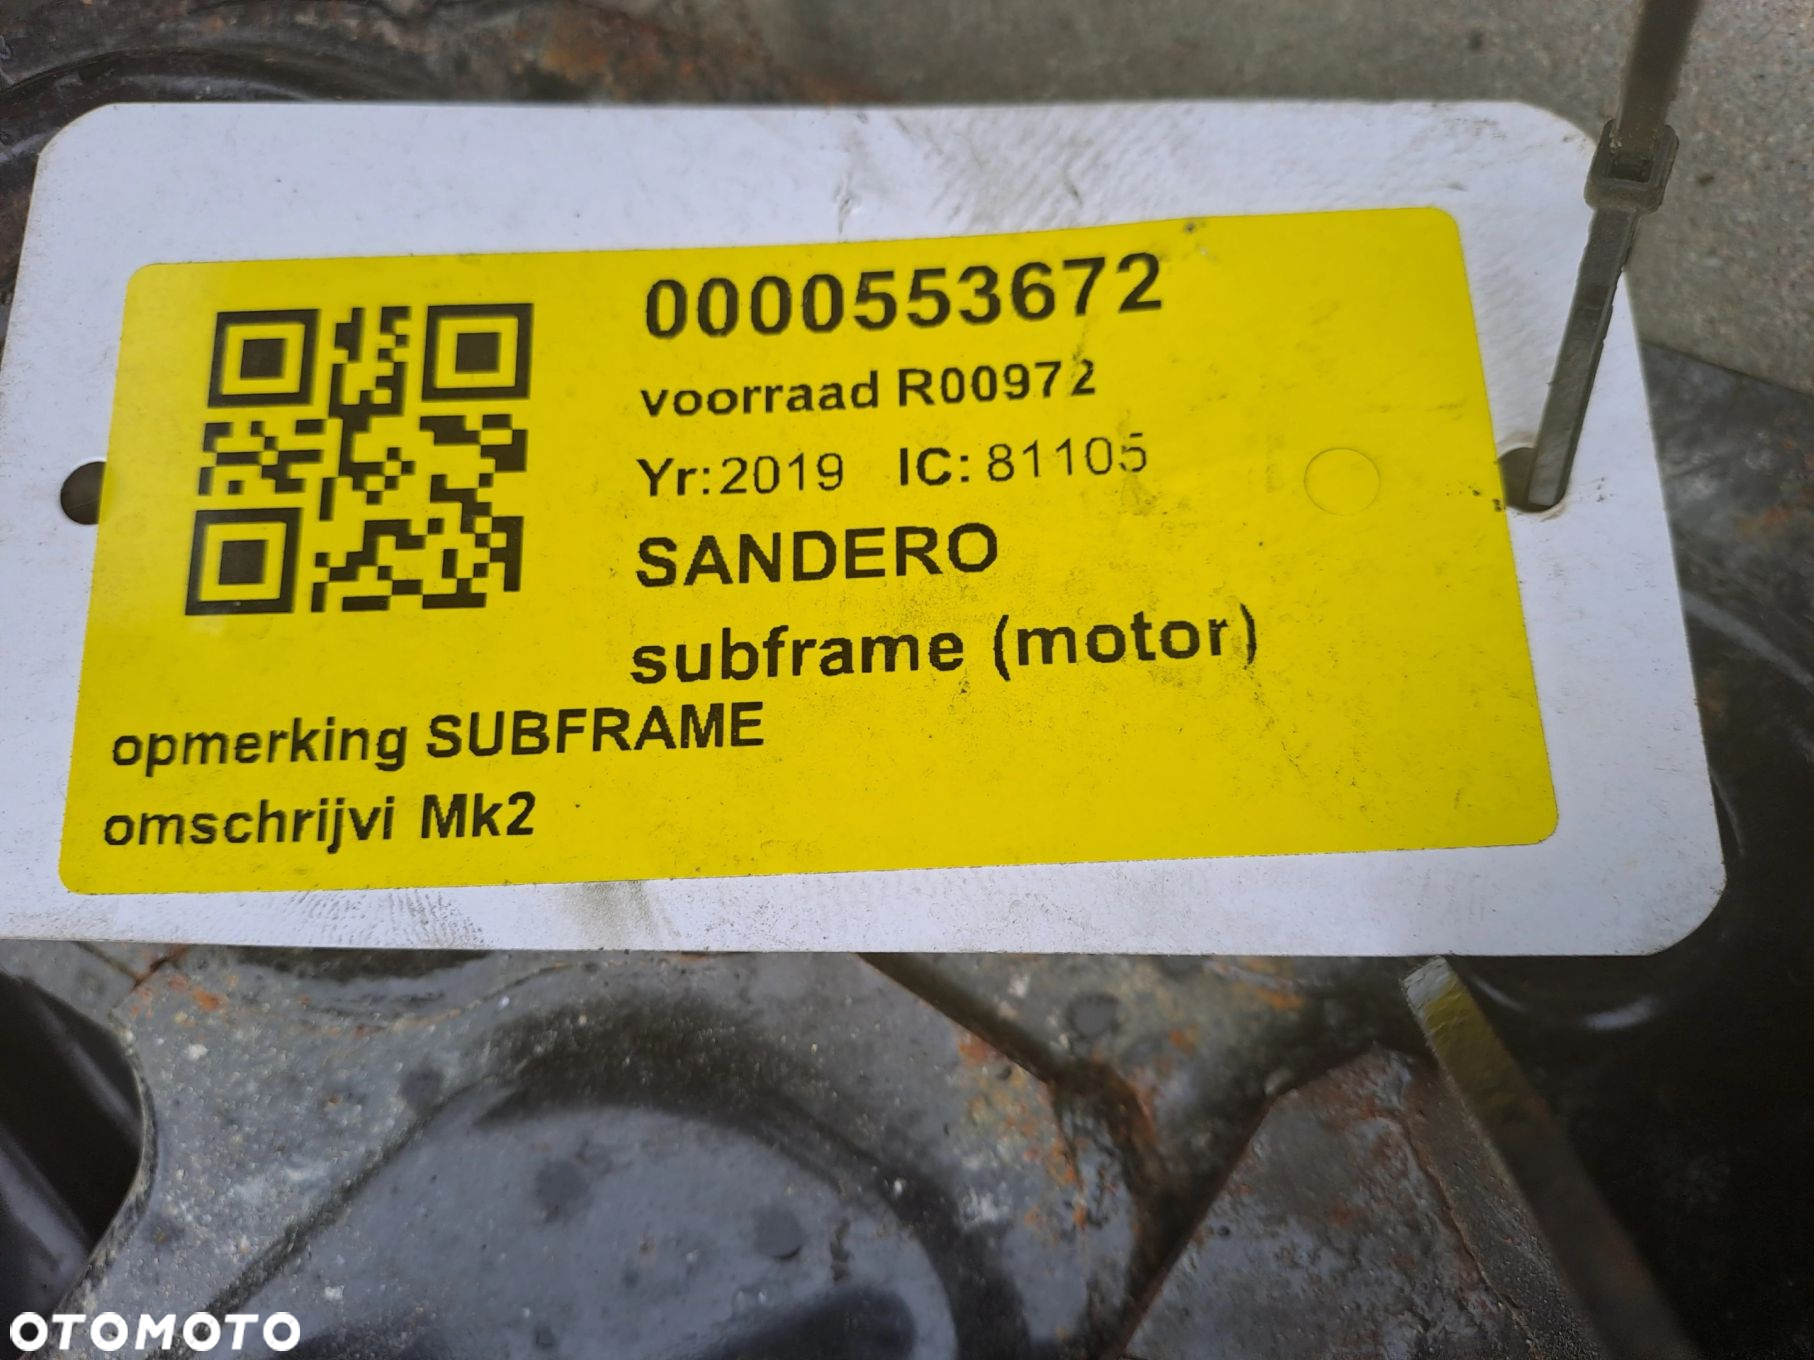 0000553672
voorraad R00972
Yr:2019 IC: 81105
SANDERO
subframe (motor)
opmerking SUBFRAME
omschrijvi Mk2
OTOMOTO